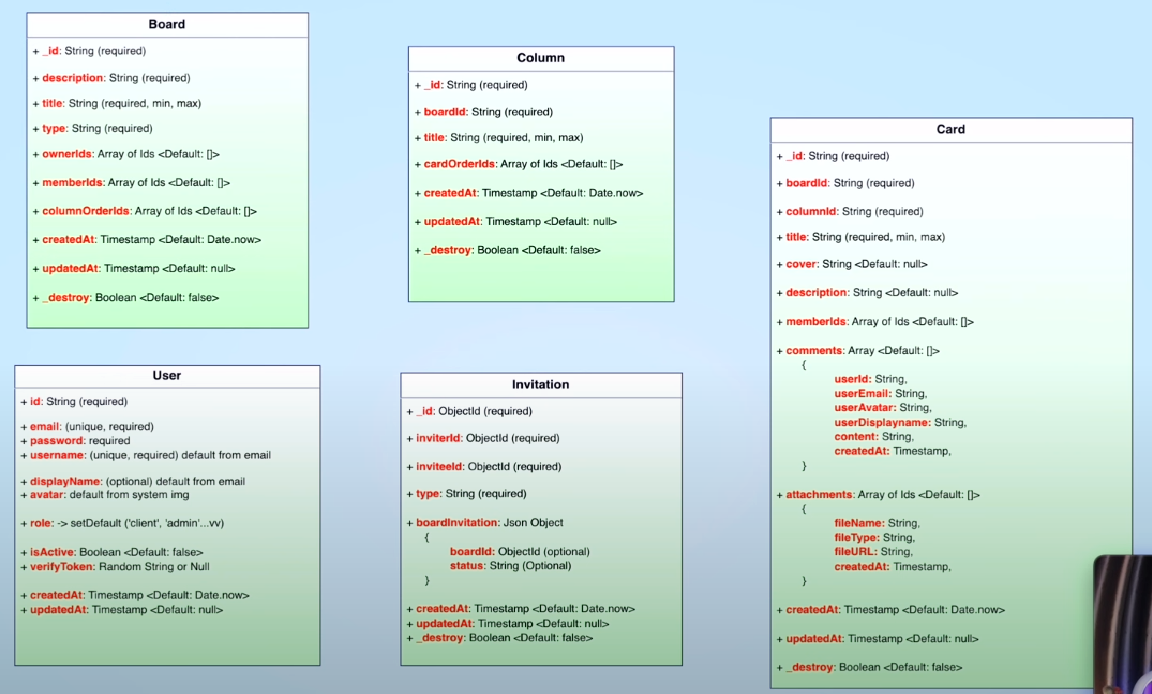 Board
+ _id: String (required)
+ description: String (required)
+ title: String (required, min, max)
+ type: String (required)
+ ownerIds: Array of Ids <Default: []>
+ memberIds: Array of Ids <Default: []>
+ columnOrderIds: Array of Ids <Default: []>
+ createdAt: Timestamp <Default: Date.now>
+ updatedAt: Timestamp <Default: null>
+ _destroy: Boolean <Default: false>
Column
+ _id: String (required)
+ boardId: String (required)
+ title: String (required, min, max)
+ cardOrderIds: Array of Ids <Default: []>
+ createdAt: Timestamp <Default: Date.now>
+ updatedAt: Timestamp <Default: null>
+ _destroy: Boolean <Default: false>
Card
+ _id: String (required)
+ boardId: String (required)
+ columnId: String (required)
+ title: String (required, min, max)
+ cover: String <Default: null>
+ description: String <Default: null>
+ memberIds: Array of Ids <Default: []>
+ comments: Array <Default: []>
{
userId: String,
userEmail: String,
userAvatar: String,
userDisplayname: String,
content: String,
createdAt: Timestamp,
}
+ attachments: Array of Ids <Default: []>
{
fileName: String,
fileType: String,
fileURL: String,
createdAt: Timestamp,
}
+ createdAt: Timestamp <Default: Date.now>
+ updatedAt: Timestamp <Default: null>
+ _destroy: Boolean <Default: false>
User
+ id: String (required)
+ email: (unique, required)
+ password: required
+ username: (unique, required) default from email
+ displayName: (optional) default from email
+ avatar: default from system img
+ role: -> setDefault ('client', 'admin'...vv)
+ isActive: Boolean <Default: false>
+ verifyToken: Random String or Null
+ createdAt: Timestamp <Default: Date.now>
+ updatedAt: Timestamp <Default: null>
Invitation
+ _id: ObjectId (required)
+ inviterId: ObjectId (required)
+ inviteeId: ObjectId (required)
+ type: String (required)
+ boardInvitation: Json Object
{
boardId: ObjectId (optional)
status: String (Optional)
}
+ createdAt: Timestamp <Default: Date.now>
+ updatedAt: Timestamp <Default: null>
+ _destroy: Boolean <Default: false>